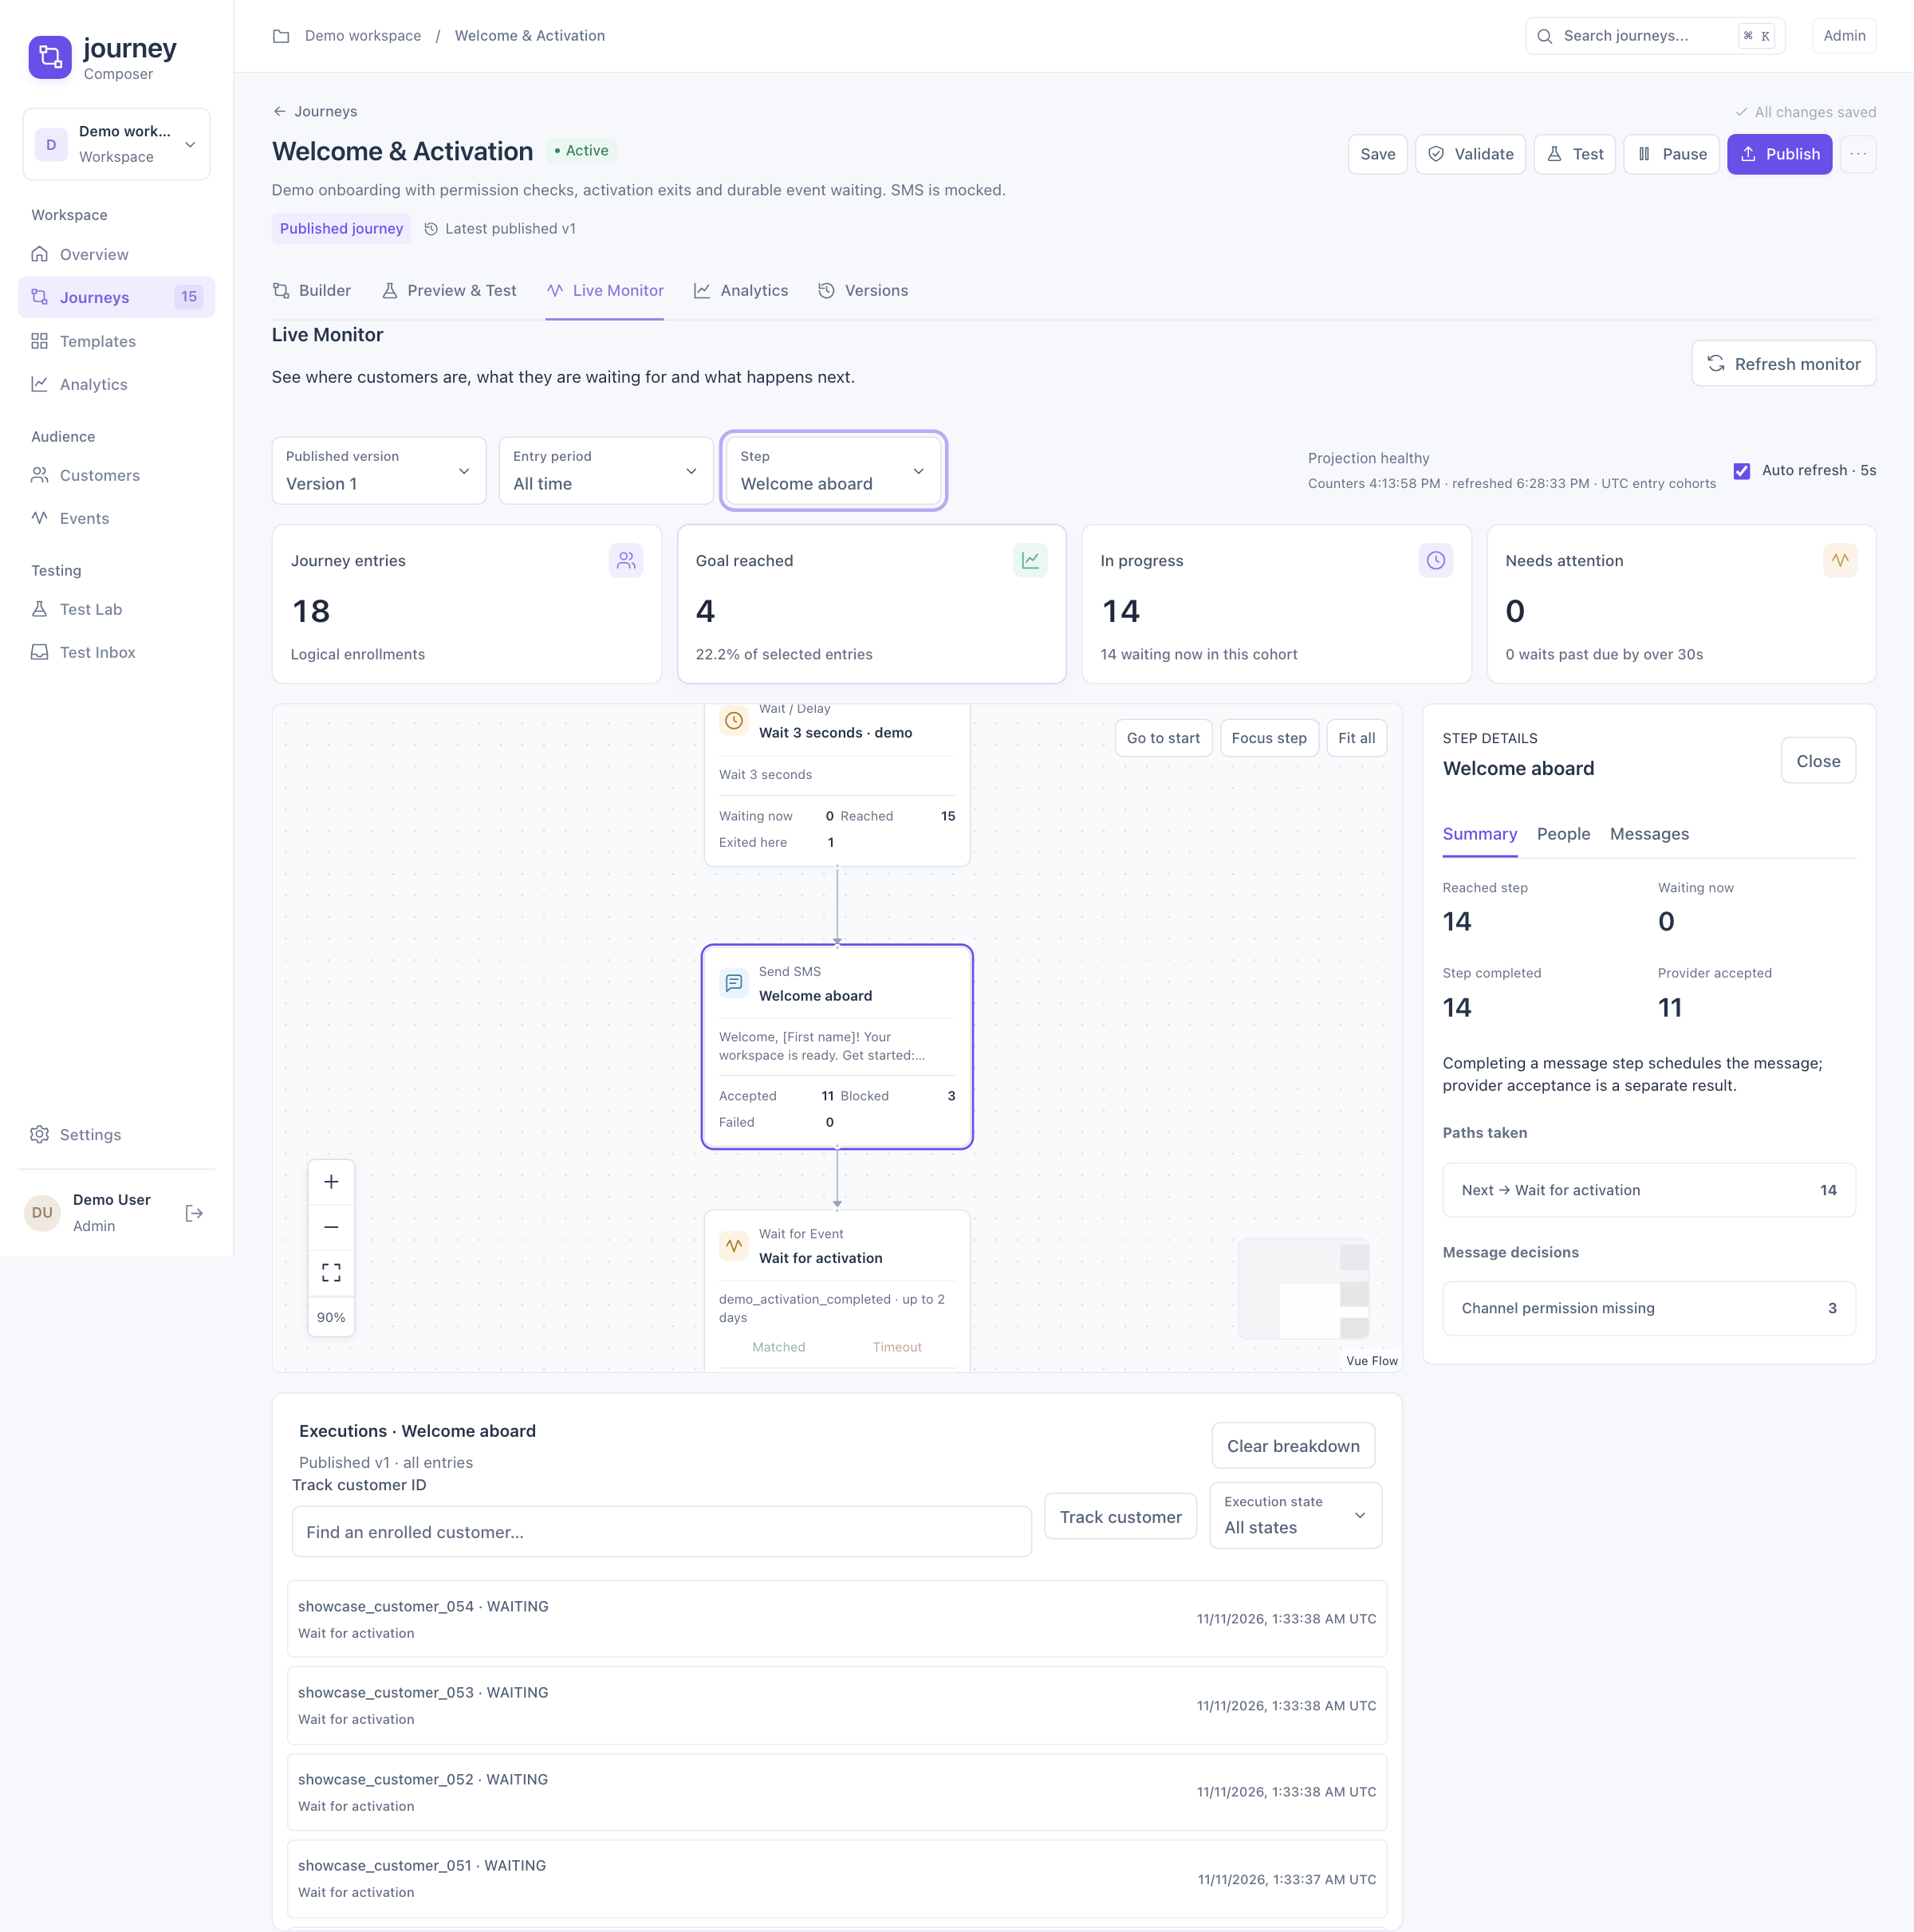 journey
Composer
D
Demo work...
Workspace
Workspace
Overview
Journeys 15
Templates
Analytics
Audience
Customers
Events
Testing
Test Lab
Test Inbox
Settings
DU
Demo User
Admin
Demo workspace / Welcome & Activation
Search journeys... ⌘ K
Admin
← Journeys
All changes saved
Welcome & Activation • Active
Save Validate Test Pause Publish ...
Demo onboarding with permission checks, activation exits and durable event waiting. SMS is mocked.
Published journey Latest published v1
Builder Preview & Test Live Monitor Analytics Versions
Live Monitor
See where customers are, what they are waiting for and what happens next.
Refresh monitor
Published version
Version 1
Entry period
All time
Step
Welcome aboard
Projection healthy
Counters 4:13:58 PM · refreshed 6:28:33 PM · UTC entry cohorts
Auto refresh · 5s
Journey entries
18
Logical enrollments
Goal reached
4
22.2% of selected entries
In progress
14
14 waiting now in this cohort
Needs attention
0
0 waits past due by over 30s
Go to start Focus step Fit all
Wait / Delay
Wait 3 seconds · demo
Wait 3 seconds
Waiting now 0 Reached 15
Exited here 1
Send SMS
Welcome aboard
Welcome, [First name]! Your
workspace is ready. Get started:...
Accepted 11 Blocked 3
Failed 0
Wait for Event
Wait for activation
demo_activation_completed · up to 2
days
Matched Timeout
+
−
90%
Vue Flow
STEP DETAILS
Welcome aboard
Close
Summary People Messages
Reached step
14
Waiting now
0
Step completed
14
Provider accepted
11
Completing a message step schedules the message;
provider acceptance is a separate result.
Paths taken
Next → Wait for activation 14
Message decisions
Channel permission missing 3
Executions · Welcome aboard
Published v1 · all entries
Clear breakdown
Track customer ID
Find an enrolled customer...
Track customer
Execution state
All states
showcase_customer_054 · WAITING
Wait for activation
11/11/2026, 1:33:38 AM UTC
showcase_customer_053 · WAITING
Wait for activation
11/11/2026, 1:33:38 AM UTC
showcase_customer_052 · WAITING
Wait for activation
11/11/2026, 1:33:38 AM UTC
showcase_customer_051 · WAITING
Wait for activation
11/11/2026, 1:33:37 AM UTC